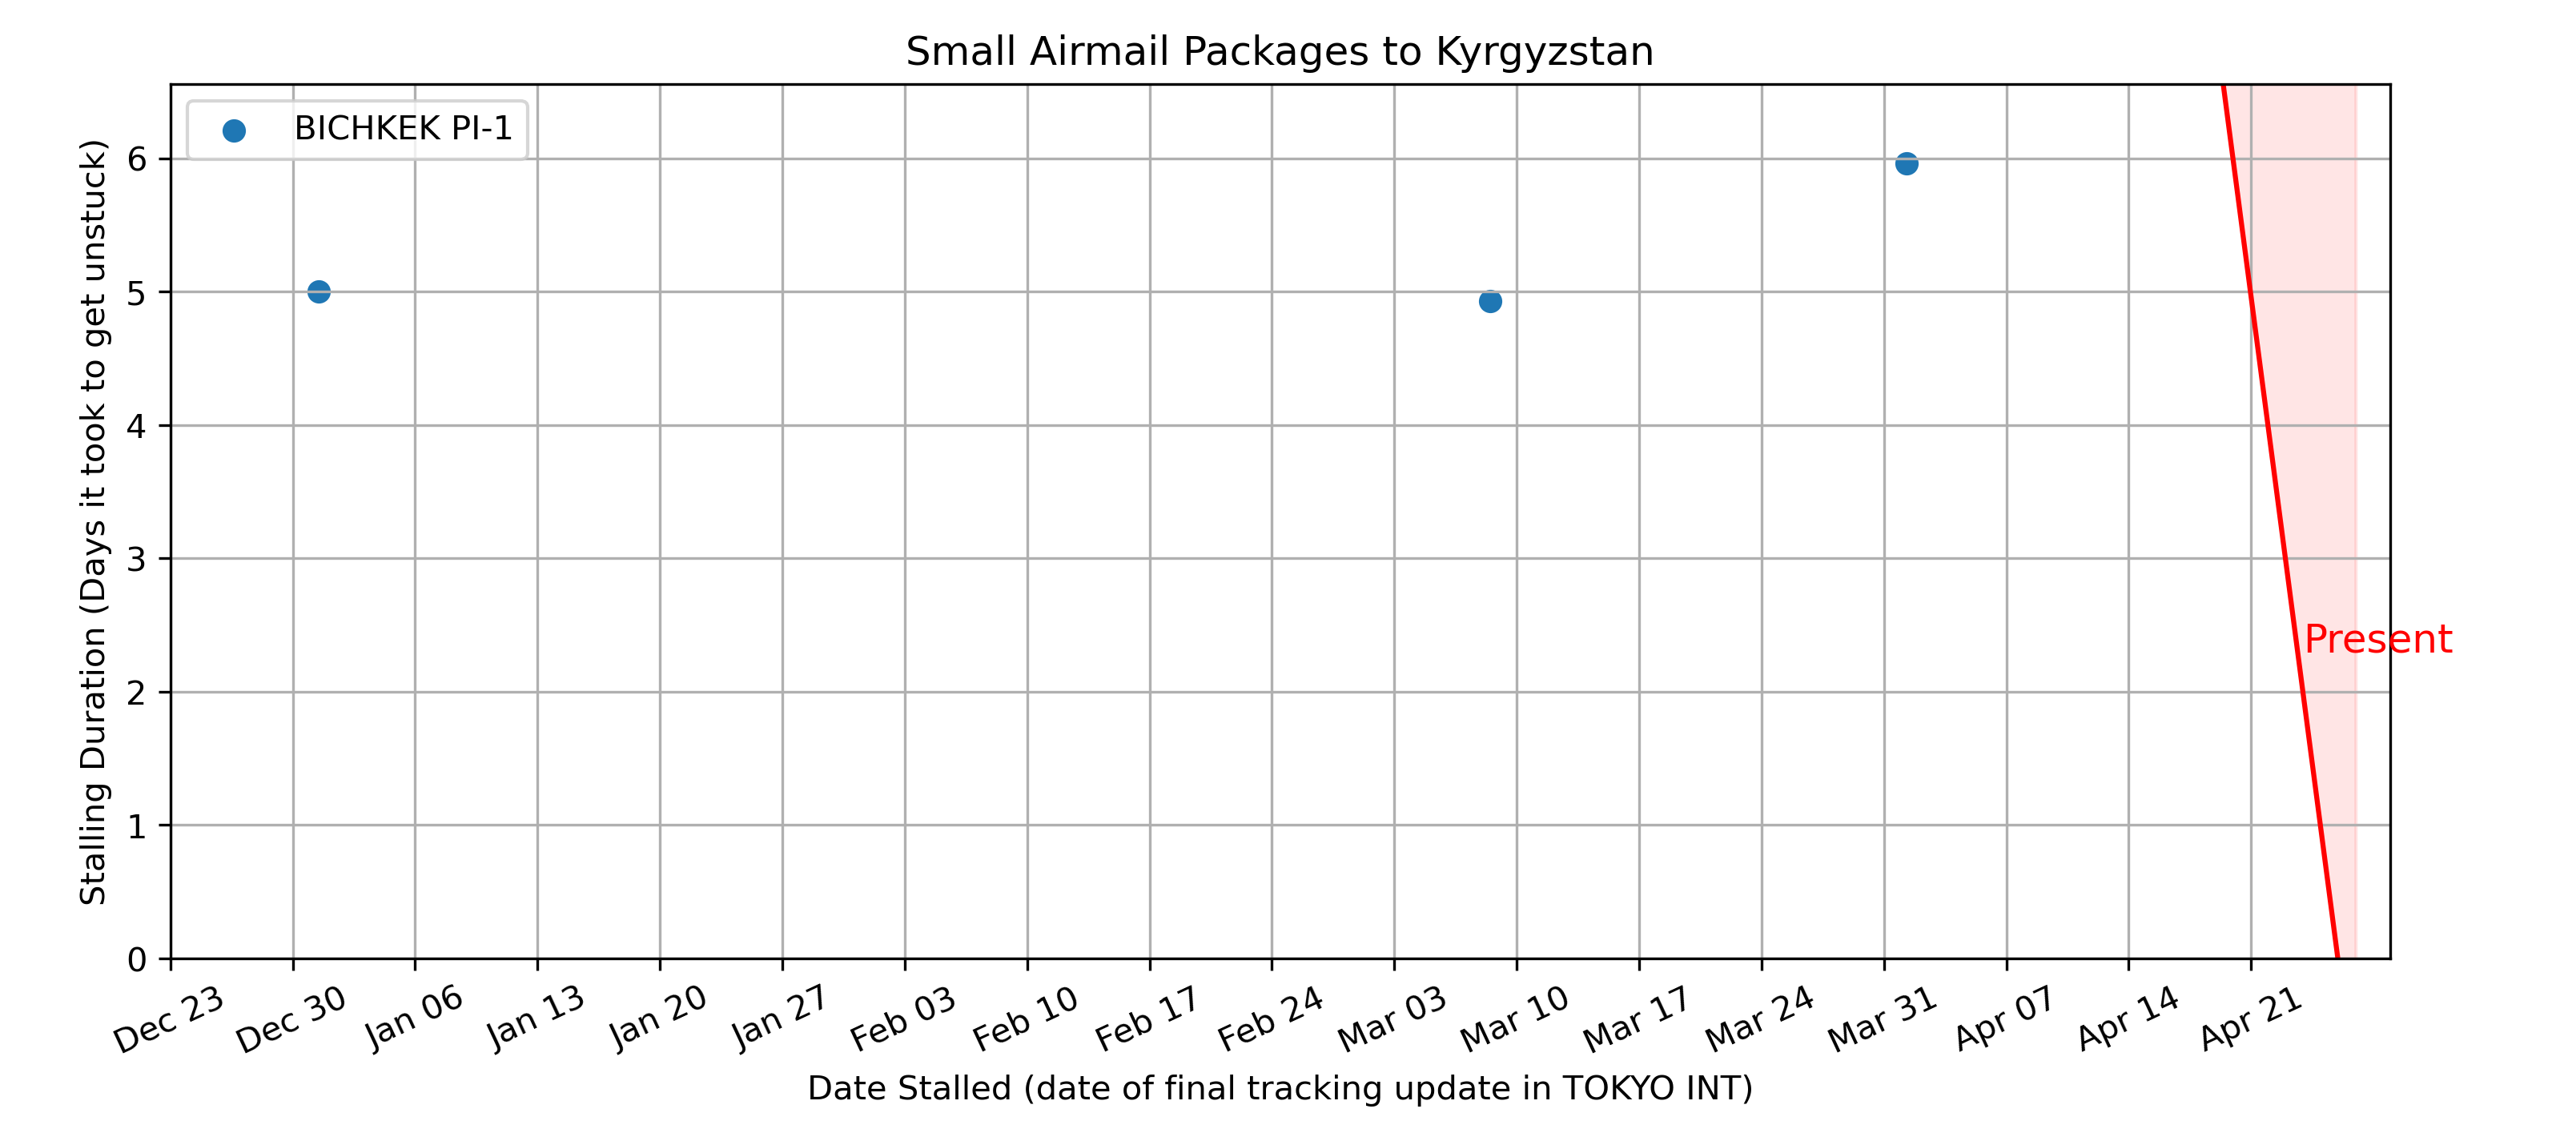 Small Airmail Packages to Kyrgyzstan
BICHKEK PI-1
Stalling Duration (Days it took to get unstuck)
6
5
4
3
2
1
0
Present
Dec 23
Dec 30
Jan 06
Jan 13
Jan 20
Jan 27
Feb 03
Feb 10
Feb 17
Feb 24
Mar 03
Mar 10
Mar 17
Mar 24
Mar 31
Apr 07
Apr 14
Apr 21
Date Stalled (date of final tracking update in TOKYO INT)